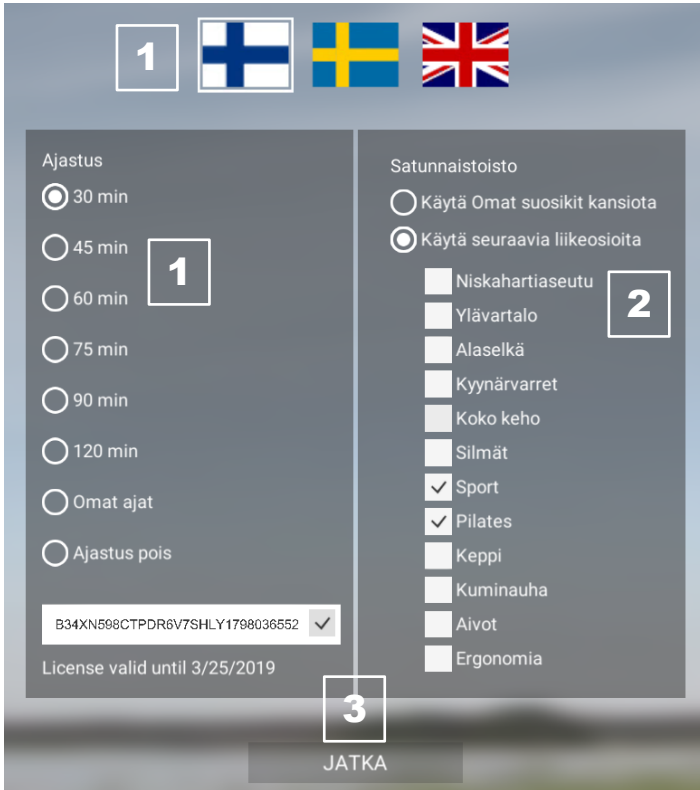 1
Ajastus
30 min
45 min
1
60 min
75 min
90 min
120 min
Omat ajat
Ajastus pois
B34XN598CTPDR6V7SHLY1798036552
License valid until 3/25/2019
Satunnaistoisto
Käytä Omat suosikit kansiota
Käytä seuraavia liikeosioita
Niskahartiaseutu
2
Ylävartalo
Alaselkä
Kyynärvarret
Koko keho
Silmät
Sport
Pilates
Keppi
Kuminauha
Aivot
Ergonomia
3
JATKA